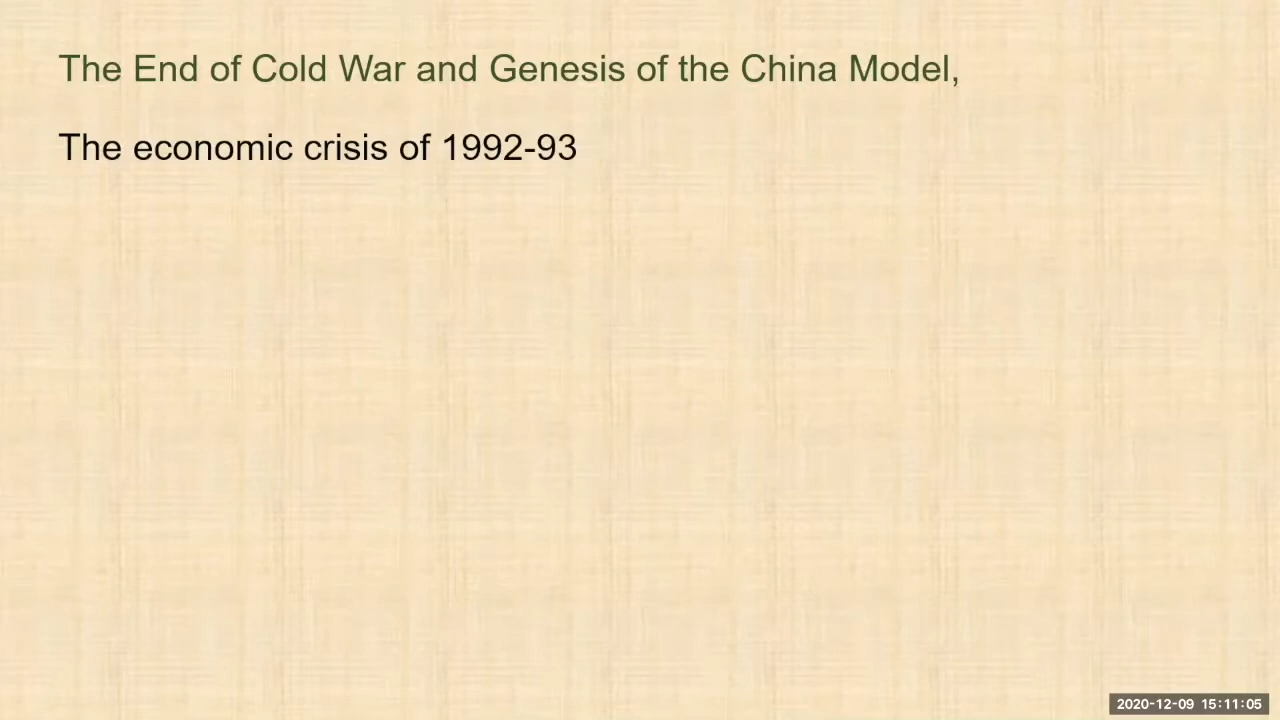 The End of Cold War and Genesis of the China Model,
The economic crisis of 1992-93
2020-12-09 15:11:05